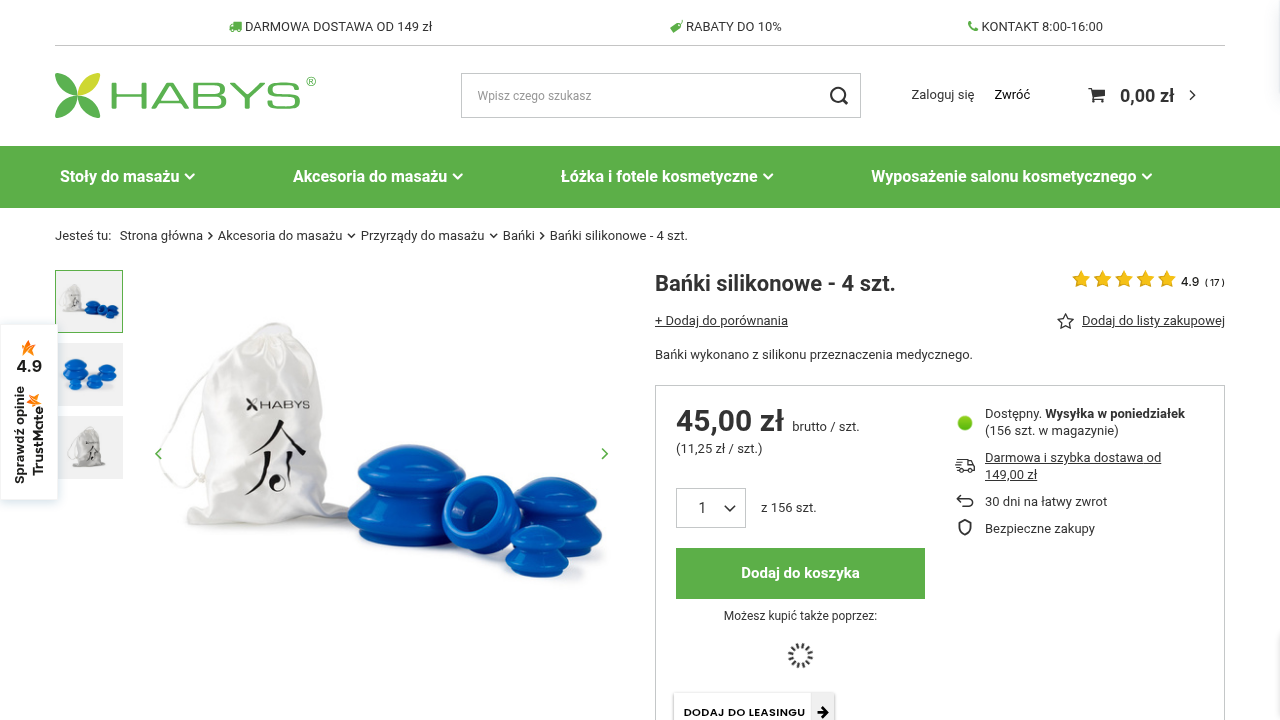 DARMOWA DOSTAWA OD 149 zł
RABATY DO 10%
KONTAKT 8:00-16:00
HABYS®
Wpisz czego szukasz
Zaloguj się
Zwróć
0,00 zł
Stoły do masażu
Akcesoria do masażu
Łóżka i fotele kosmetyczne
Wyposażenie salonu kosmetycznego
Jesteś tu: Strona główna Akcesoria do masażu Przyrządy do masażu Bańki Bańki silikonowe - 4 szt.
4.9
Sprawdź opinie
TrustMate
HABYS
Bańki silikonowe - 4 szt.
4.9 ( 17 )
+ Dodaj do porównania
Dodaj do listy zakupowej
Bańki wykonano z silikonu przeznaczenia medycznego.
45,00 zł brutto / szt.
(11,25 zł / szt.)
1
z 156 szt.
Dodaj do koszyka
Możesz kupić także poprzez:
DODAJ DO LEASINGU
Dostępny. Wysyłka w poniedziałek
(156 szt. w magazynie)
Darmowa i szybka dostawa od
149,00 zł
30 dni na łatwy zwrot
Bezpieczne zakupy